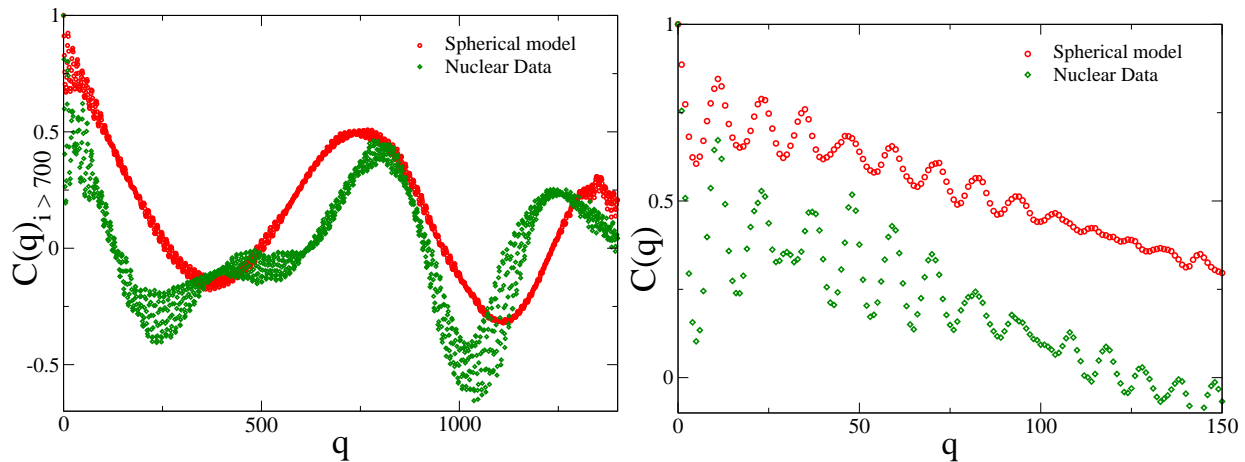 1
0.5
0
-0.5
C(q)i > 700
Spherical model
Nuclear Data
0
500
1000
q
1
0.5
0
C(q)
Spherical model
Nuclear Data
0
50
100
150
q